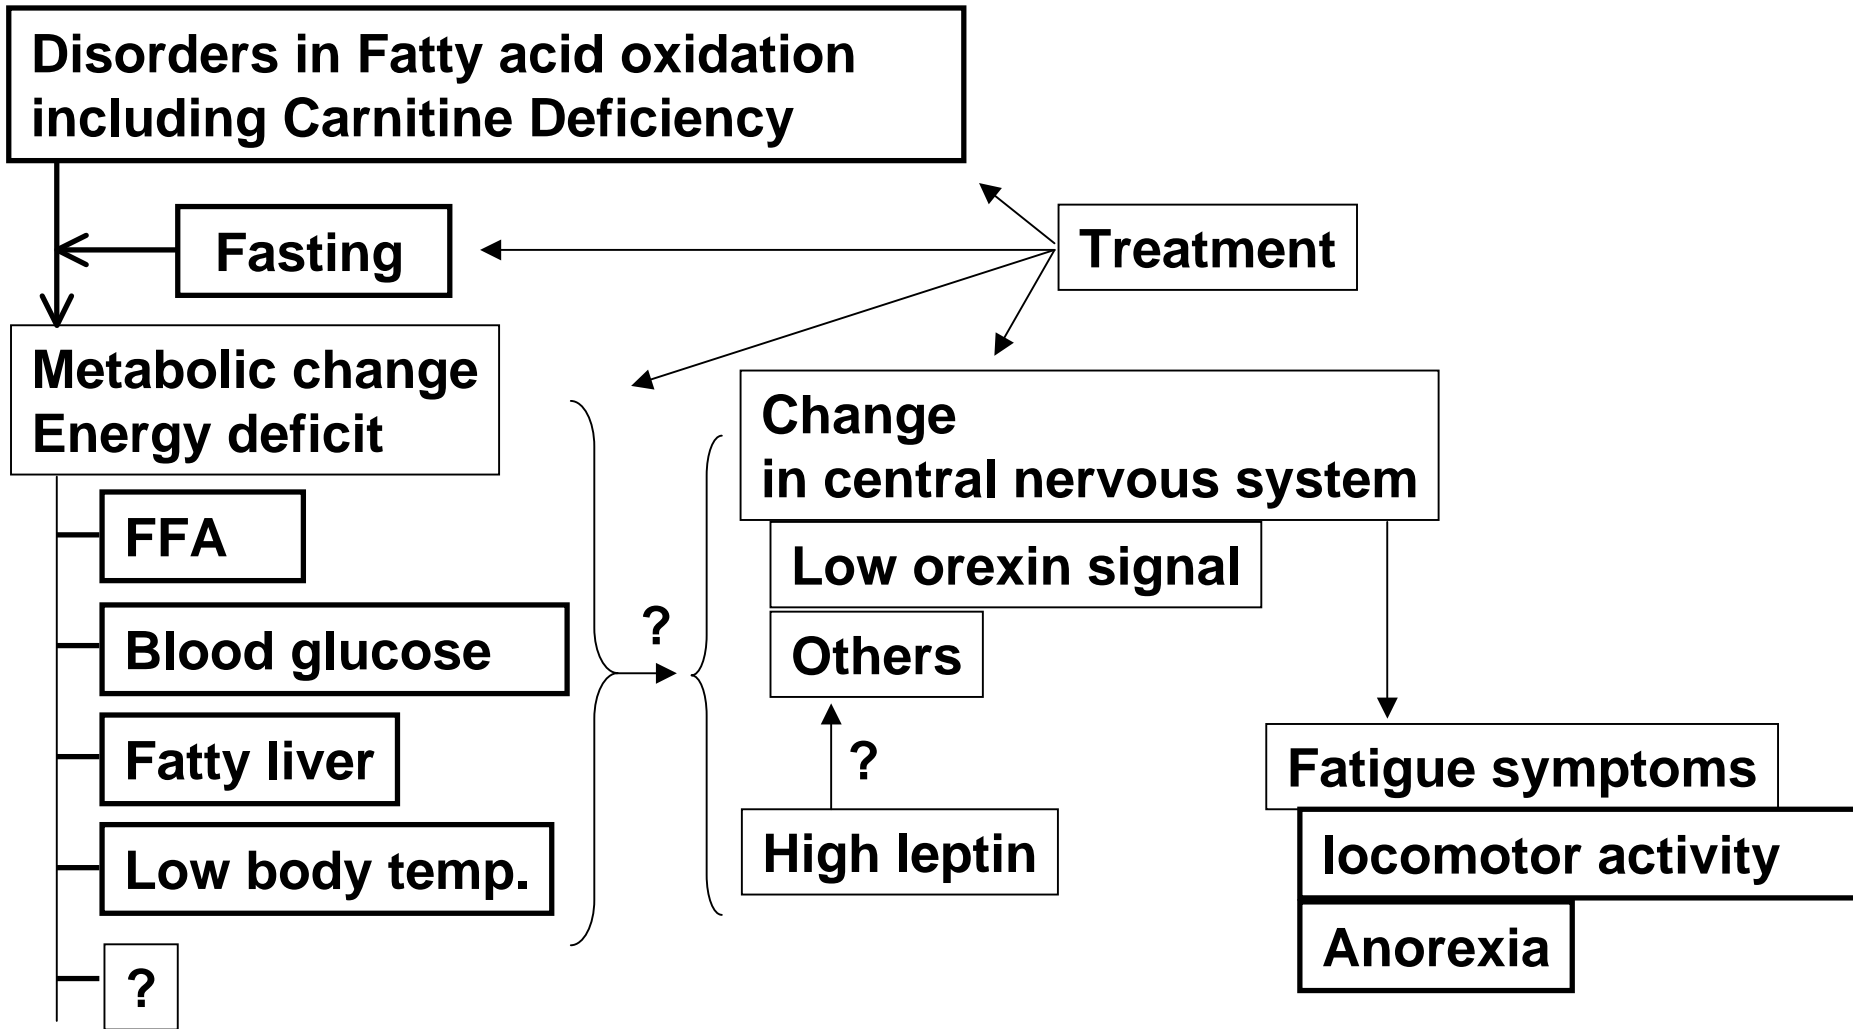 Disorders in Fatty acid oxidation
including Carnitine Deficiency
Fasting
Treatment
Metabolic change
Energy deficit
FFA
Blood glucose
Fatty liver
Low body temp.
?
?
Change
in central nervous system
Low orexin signal
Others
?
High leptin
Fatigue symptoms
locomotor activity
Anorexia